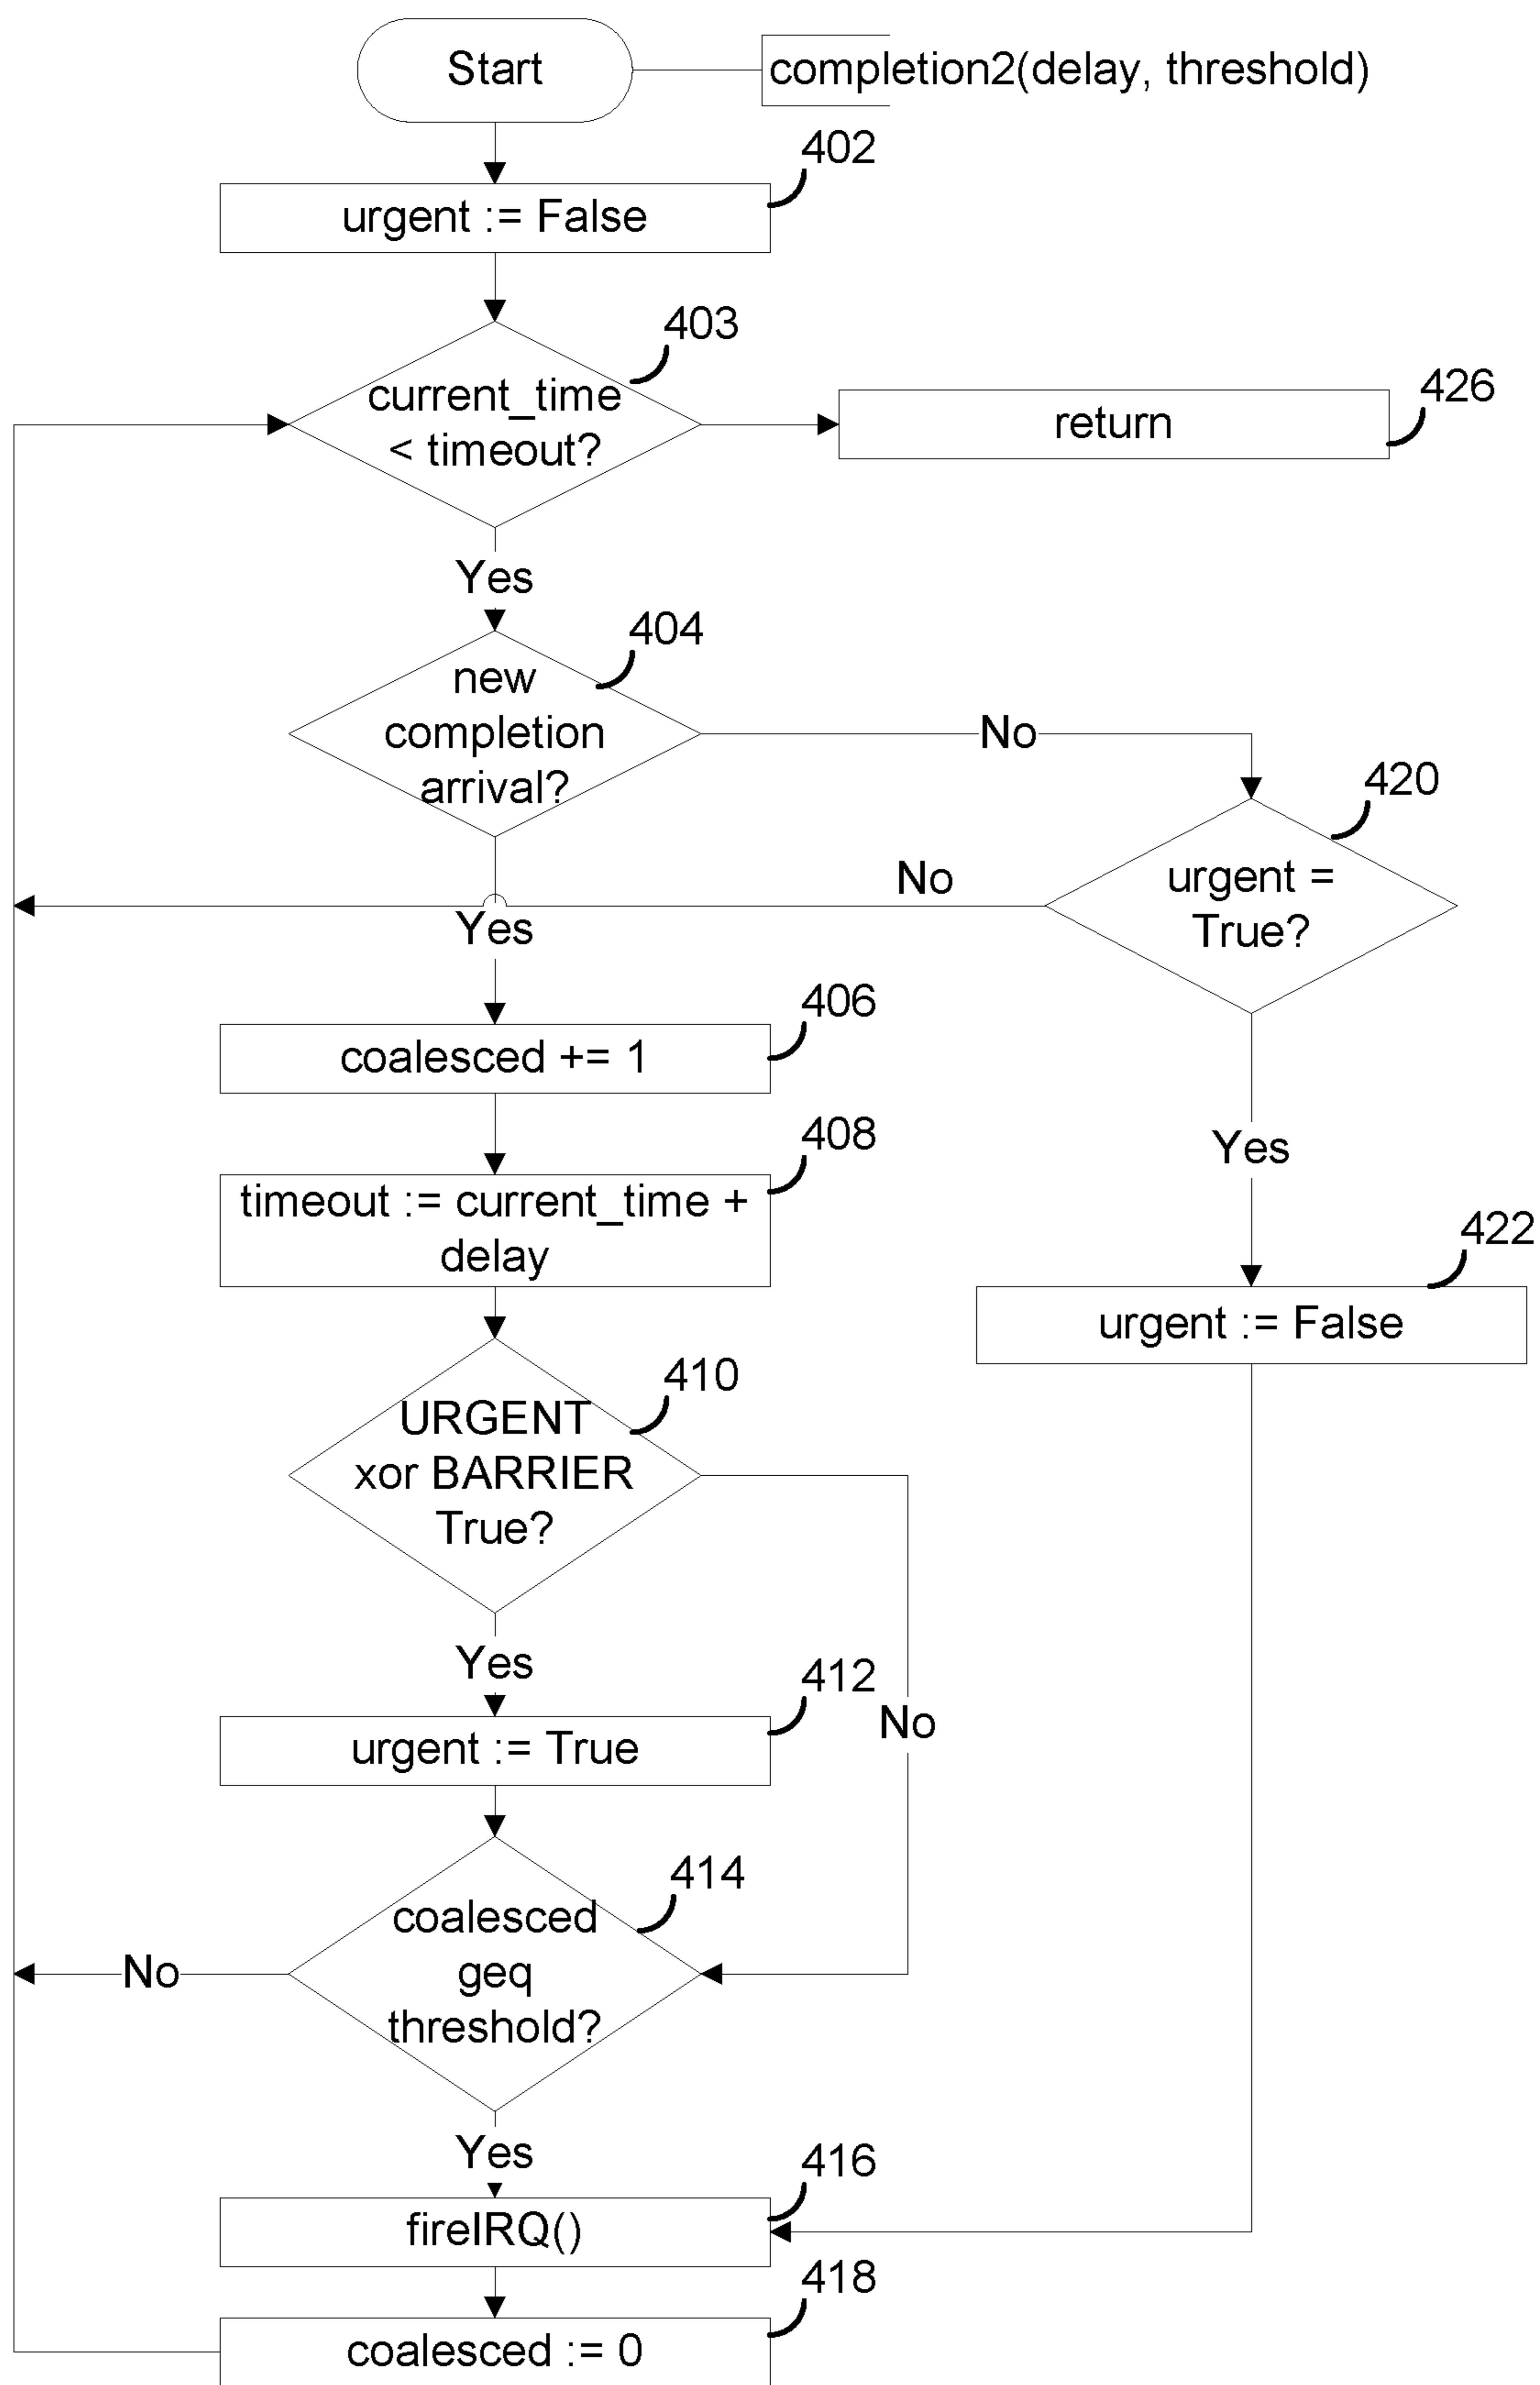 Start
completion2(delay, threshold)
402
urgent := False
403
current_time
< timeout?
426
return
Yes
404
new
completion
arrival?
No
420
urgent =
True?
No
Yes
406
coalesced += 1
408
timeout := current_time +
delay
Yes
422
urgent := False
410
URGENT
xor BARRIER
True?
Yes
412
urgent := True
No
414
coalesced
geq
threshold?
No
Yes
416
fireIRQ()
418
coalesced := 0